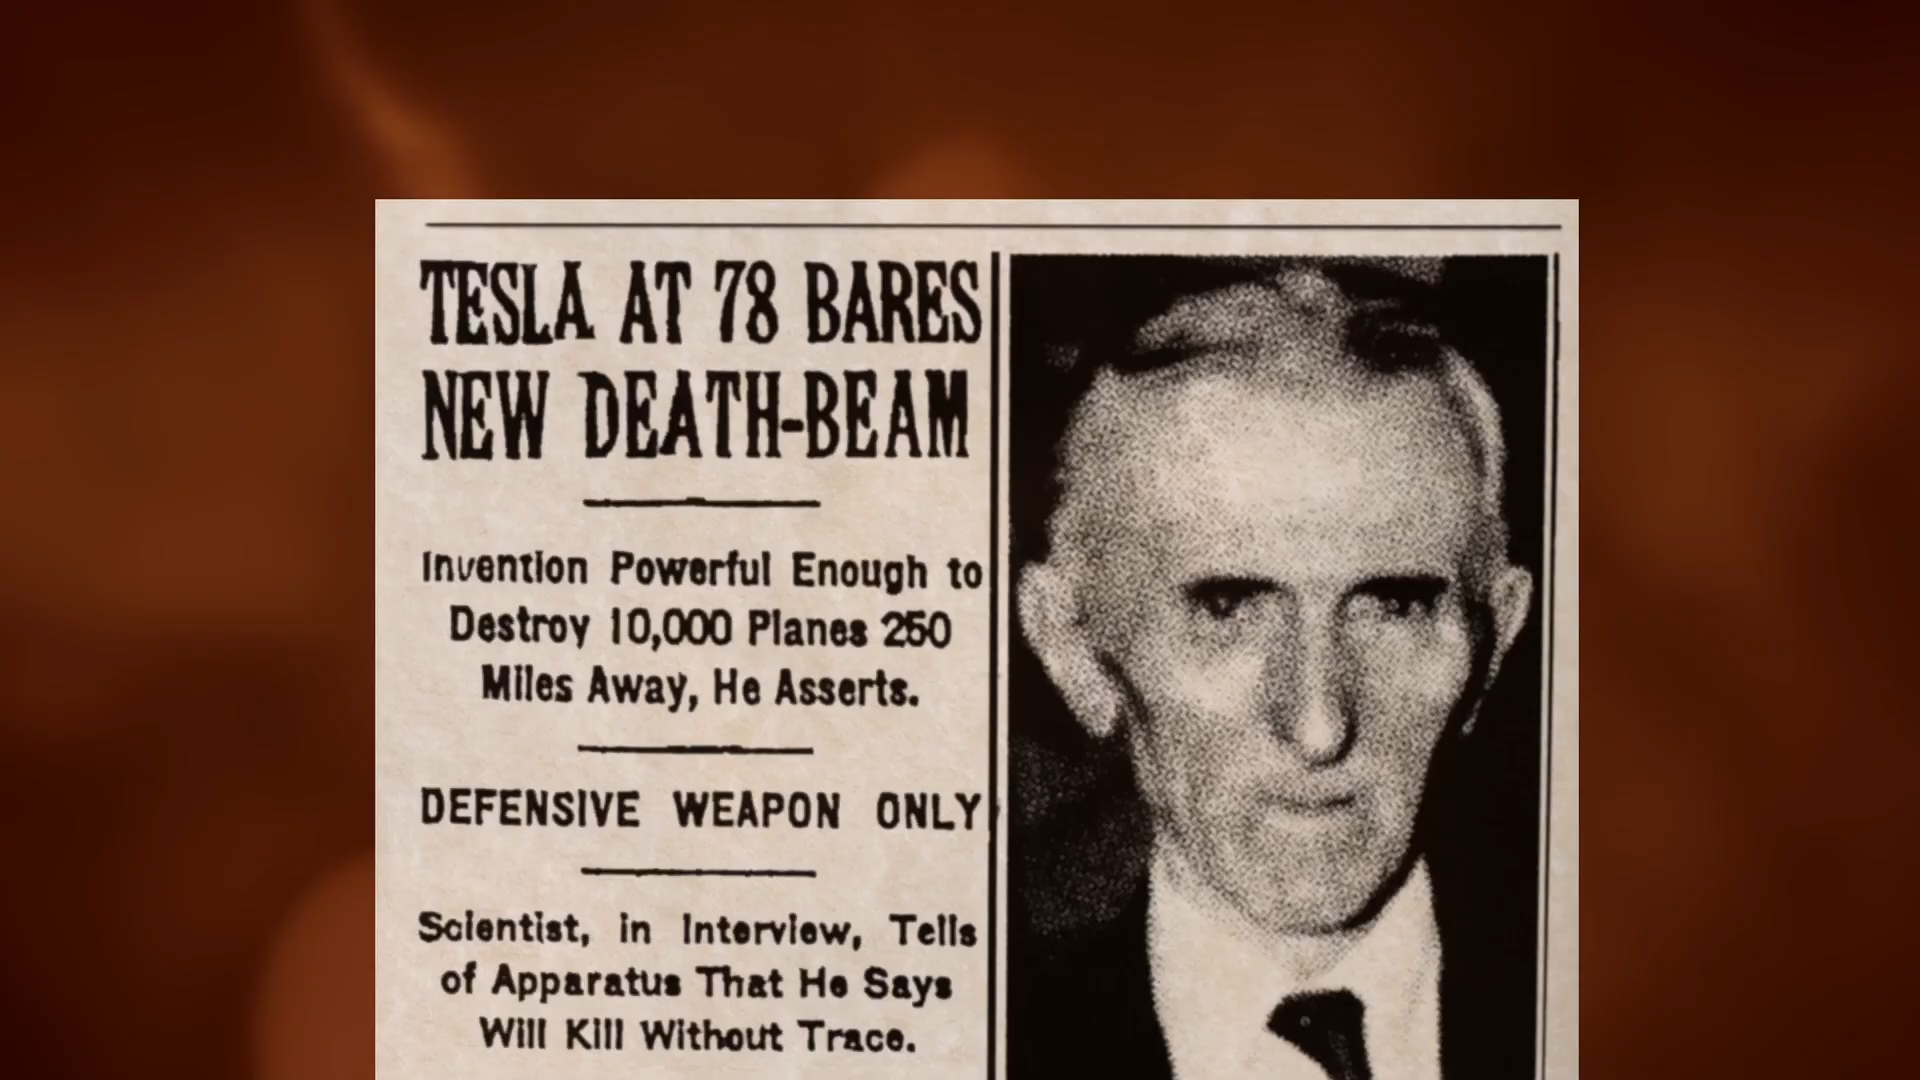 TESLA AT 78 BARES
NEW DEATH-BEAM
Invention Powerful Enough to
Destroy 10,000 Planes 250
Miles Away, He Asserts.
DEFENSIVE WEAPON ONLY
Scientist, in Interview, Tells
of Apparatus That He Says
Will Kill Without Trace.